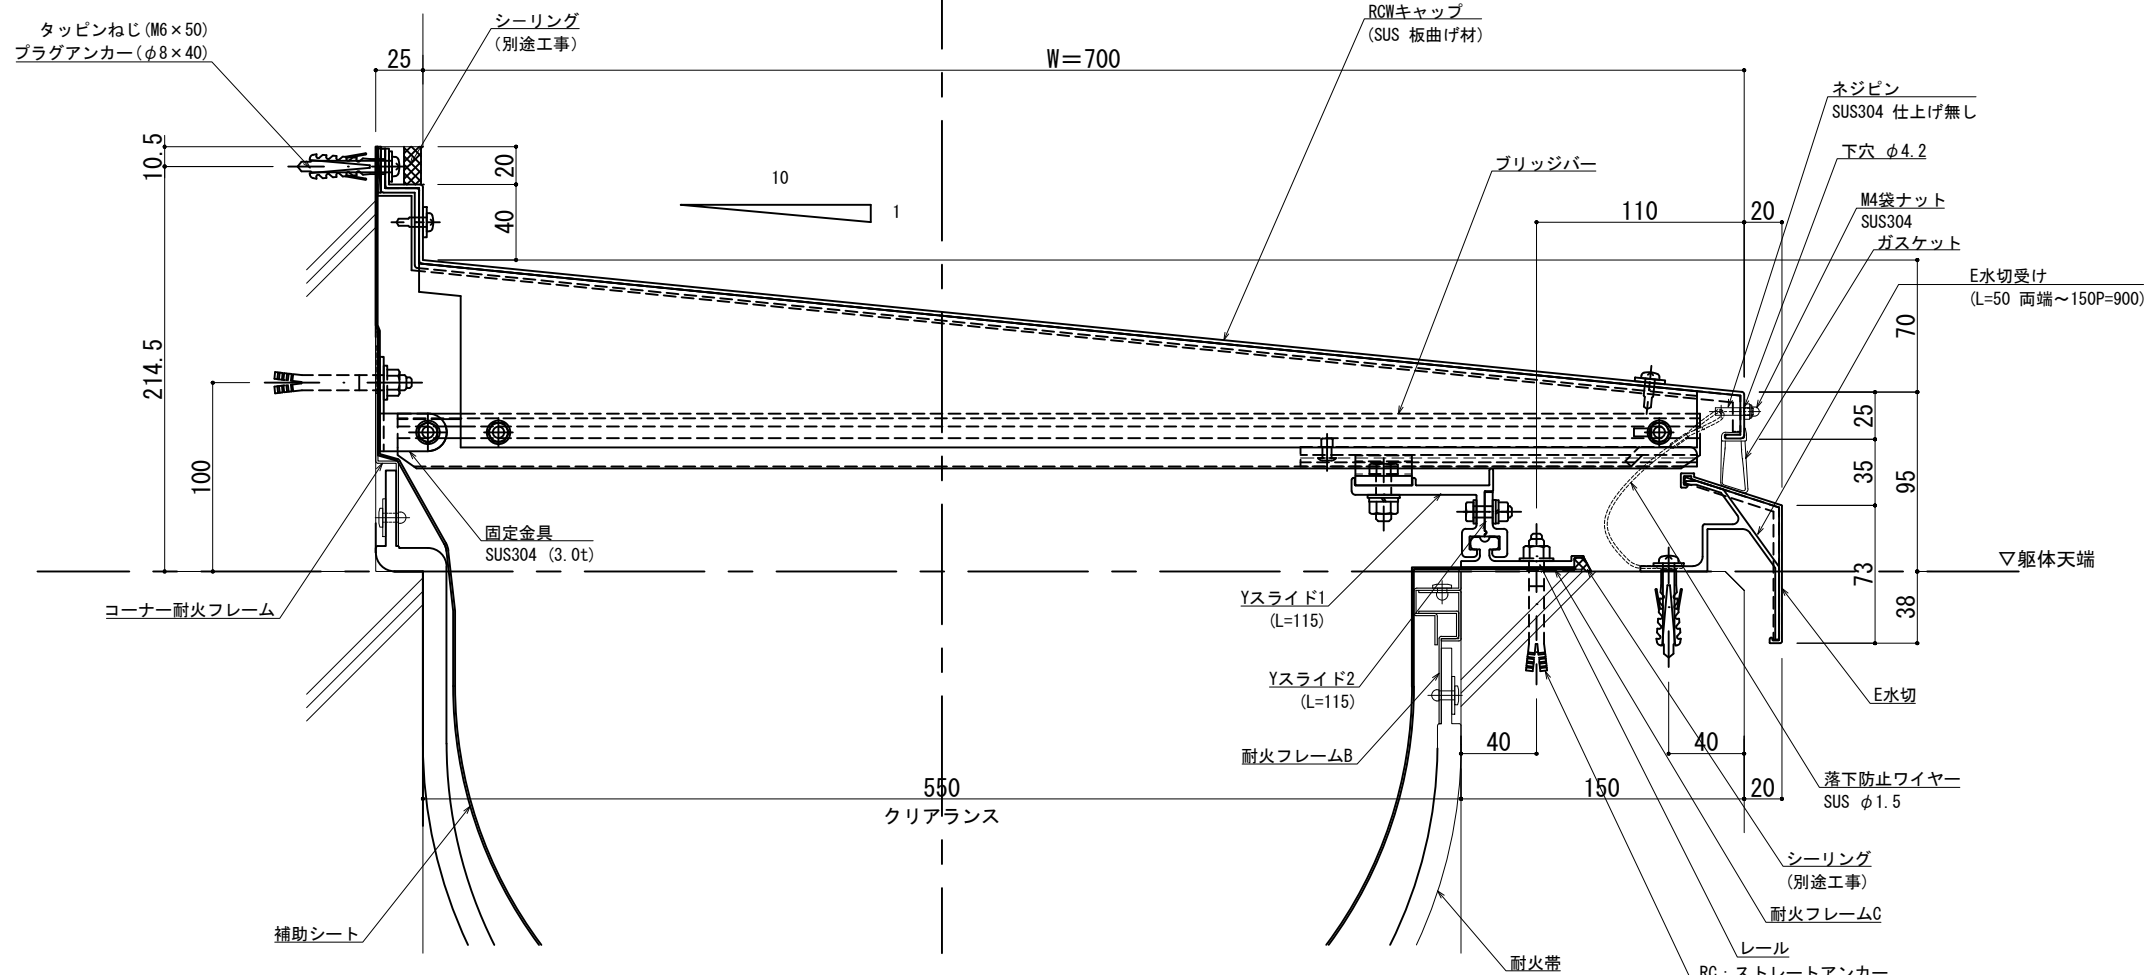 タッピンねじ(M6×50)
プラグアンカー(φ8×40)
シーリング
(別途工事)
RCWキャップ
(SUS 板曲げ材)
25
W=700
ネジピン
SUS304 仕上げ無し
下穴 φ4.2
M4袋ナット
SUS304
ガスケット
E水切受け
(L=50 両端～150P=900)
ブリッジバー
10.5
20
40
10
1
110
20
70
214.5
100
25
35
95
73
38
▽躯体天端
固定金具
SUS304 (3.0t)
コーナー耐火フレーム
Yスライド1
(L=115)
Yスライド2
(L=115)
耐火フレームB
E水切
40
40
550
クリアランス
150
20
落下防止ワイヤー
SUS φ1.5
シーリング
(別途工事)
耐火フレームC
レール
RC：ストレートアンカー
補助シート
耐火帯